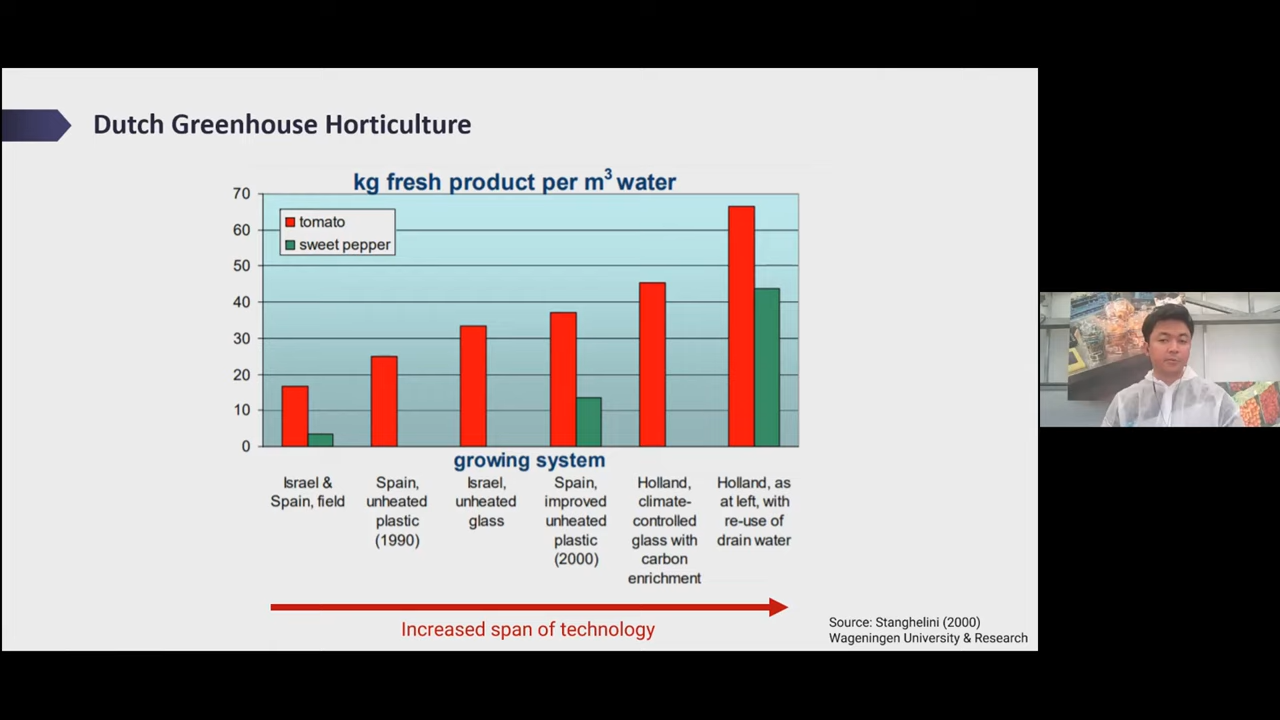 Dutch Greenhouse Horticulture
kg fresh product per m³ water
70
60
50
40
30
20
10
0
tomato
sweet pepper
growing system
Israel &
Spain, field
Spain,
unheated
plastic
(1990)
Israel,
unheated
glass
Spain,
improved
unheated
plastic
(2000)
Holland,
climate-
controlled
glass with
carbon
enrichment
Holland, as
at left, with
re-use of
drain water
Increased span of technology
Source: Stanghelini (2000)
Wageningen University & Research